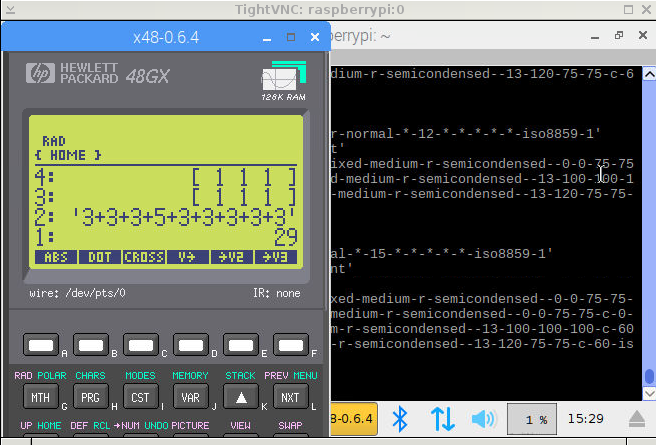 TightVNC: raspberrypi:0
x48-0.6.4
berrypi: ~
hp HEWLETT PACKARD 48GX
128K RAM
RAD
{ HOME }
4: [ 1 1 1 ]
3: [ 1 1 1 ]
2: '3+3+3+5+3+3+3+3+3'
1: 29
ABS DOT CROSS V→ →V2 →V3
wire: /dev/pts/0 IR: none
A B C D E F
RAD POLAR CHARS MODES MEMORY STACK PREV MENU
MTH G PRG H CST I VAR J ▲ K NXT L
UP HOME DEF RCL →NUM UNDO PICTURE VIEW SWAP
dium-r-semicondensed--13-120-75-75-c-6
r-normal-*-12-*-*-*-*-*-iso8859-1'
t'
ixed-medium-r-semicondensed--0-0-75-75
d-medium-r-semicondensed--13-100-100-1
-medium-r-semicondensed--13-120-75-75-
al-*-15-*-*-*-*-*-iso8859-1'
nt'
xed-medium-r-semicondensed--0-0-75-75-
ed-medium-r-semicondensed--0-0-75-75-c-0-
m-r-semicondensed--13-100-100-100-c-60
-r-semicondensed--13-120-75-75-c-60-is
8-0.6.4
1 %
15:29